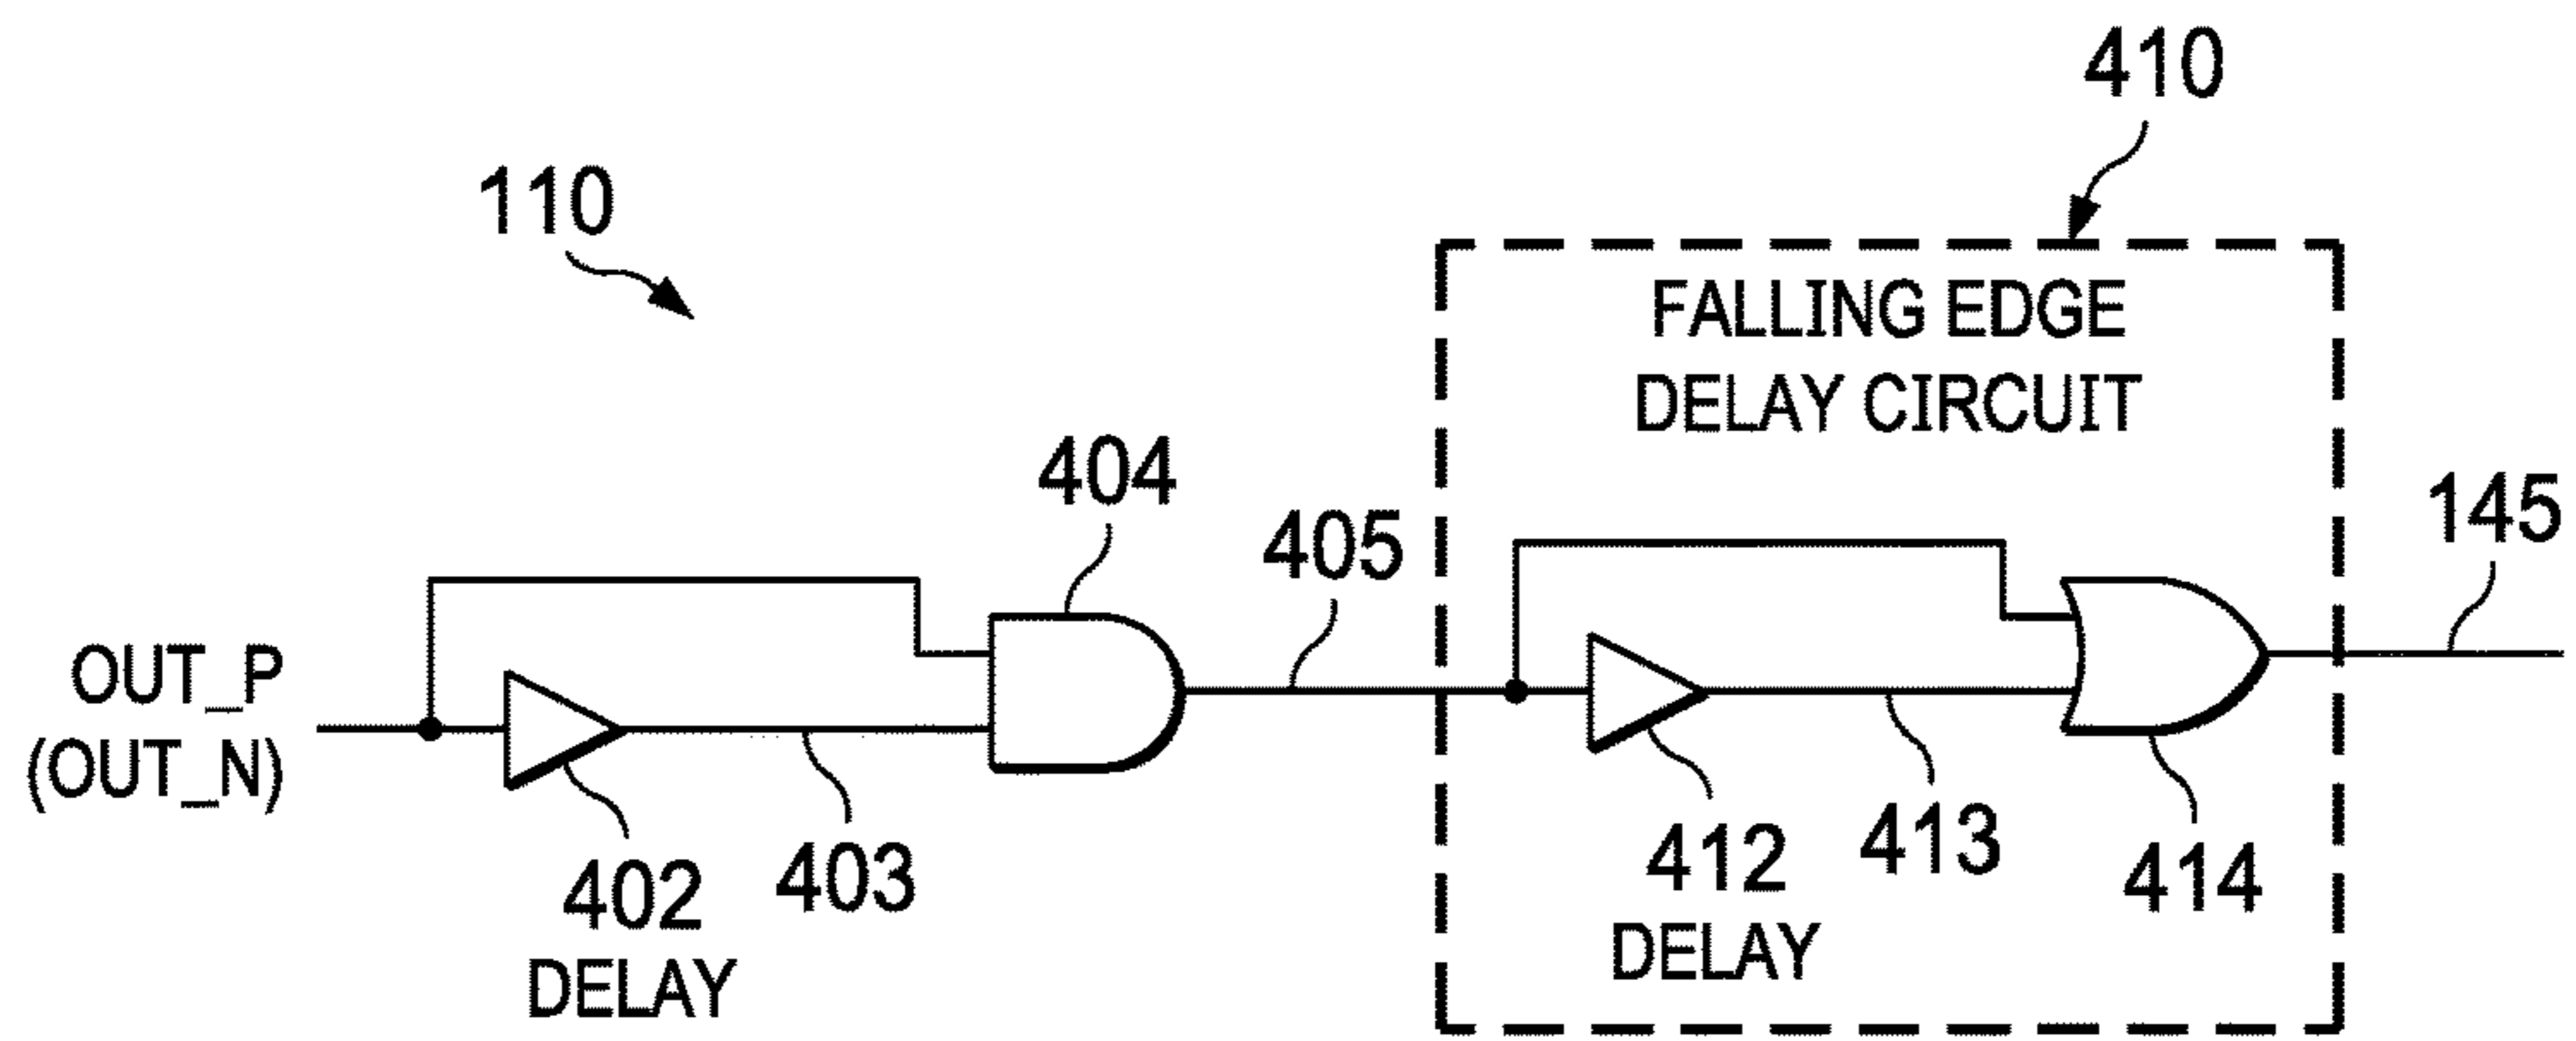 410
110
FALLING EDGE
DELAY CIRCUIT
404
405
145
OUT_P
(OUT_N)
402
DELAY
403
412
DELAY
413
414